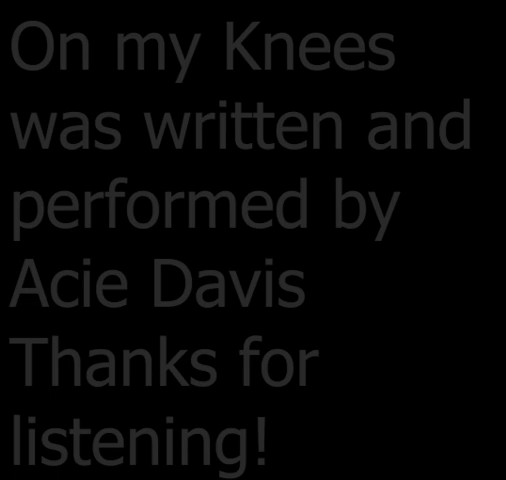 On my Knees
was written and
performed by
Acie Davis
Thanks for
listening!